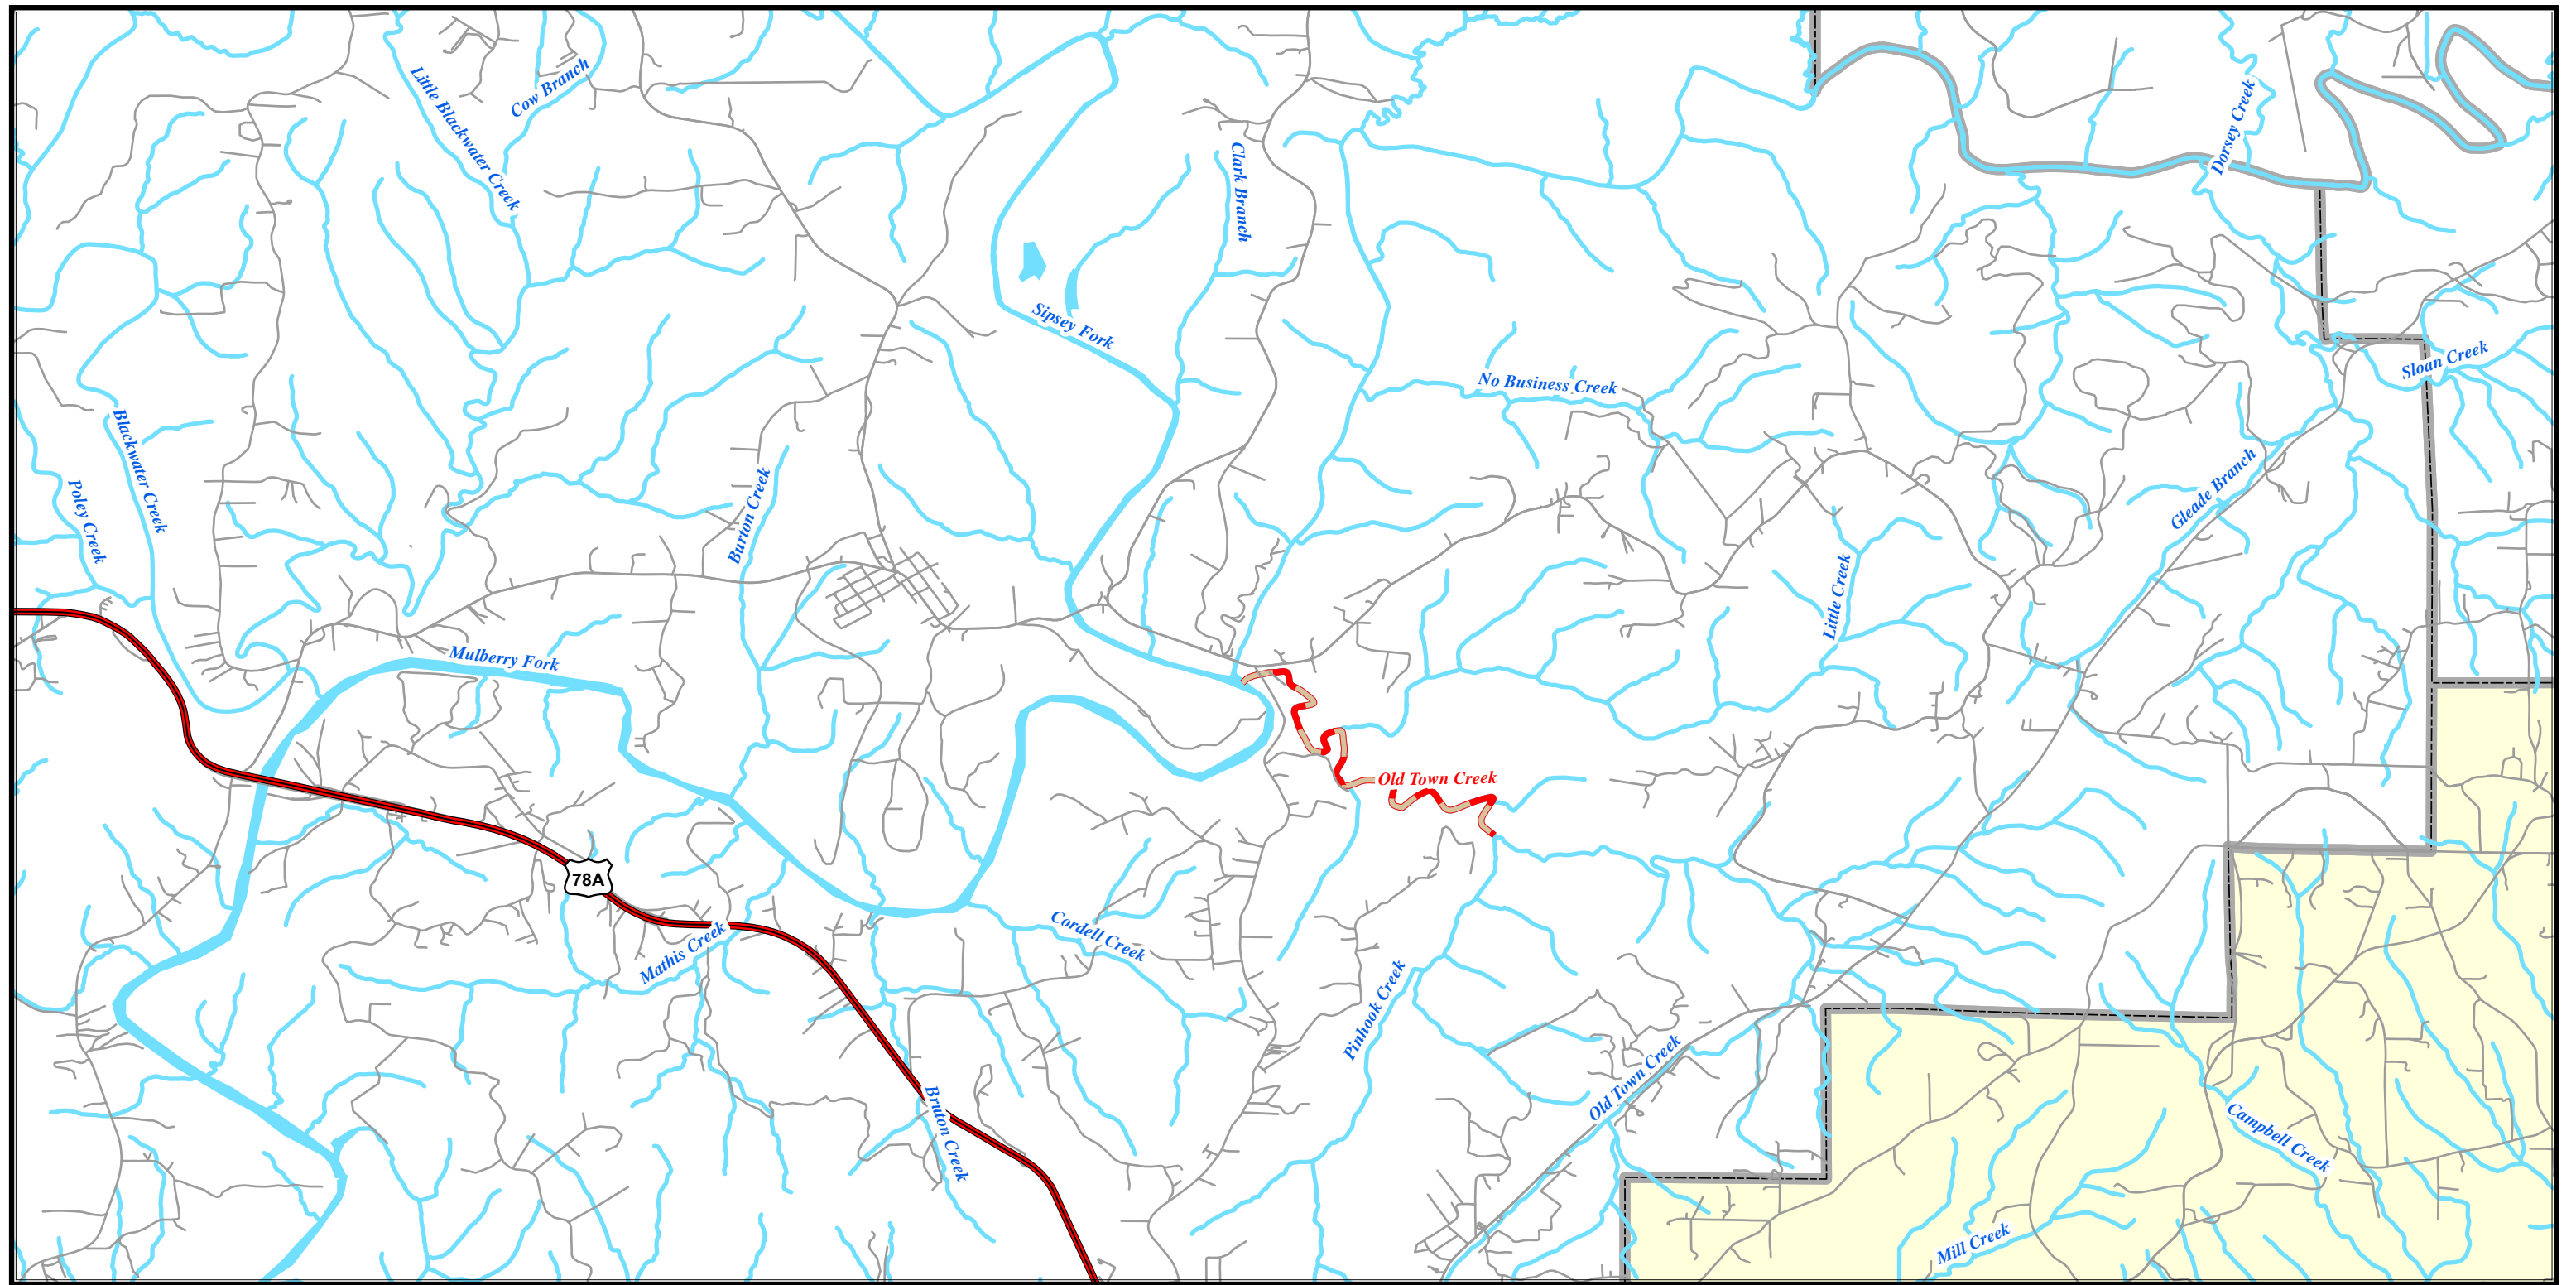 Little Blackwater Creek
Cow Branch
Dorsey Creek
Clark Branch
Sipsey Fork
Sloan Creek
No Business Creek
Blackwater Creek
Poley Creek
Burton Creek
Gleade Branch
Little Creek
Mulberry Fork
Old Town Creek
78A
Mathis Creek
Cordell Creek
Pinhook Creek
Old Town Creek
Bruton Creek
Campbell Creek
Mill Creek